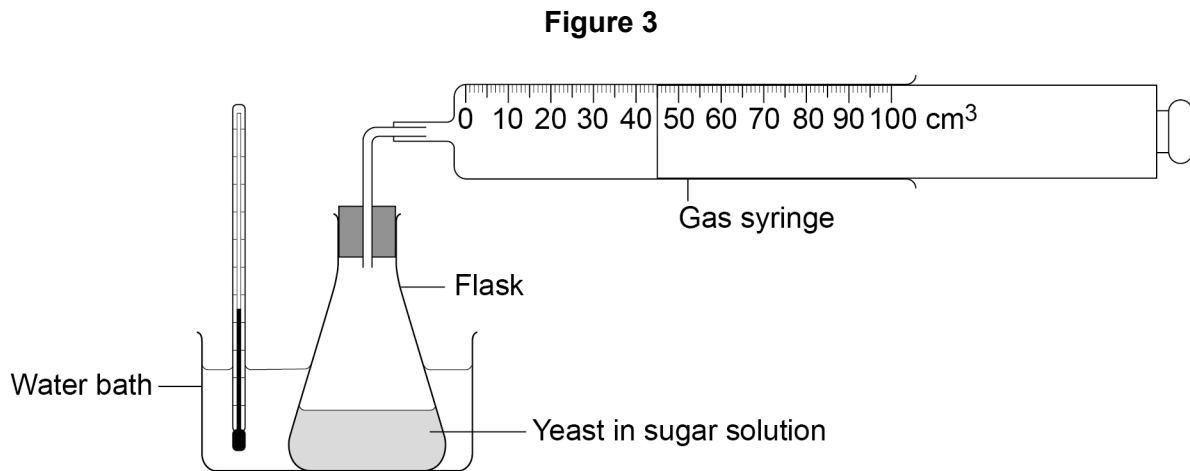 Figure 3
0 10 20 30 40 50 60 70 80 90 100 cm³
Gas syringe
Flask
Water bath
Yeast in sugar solution